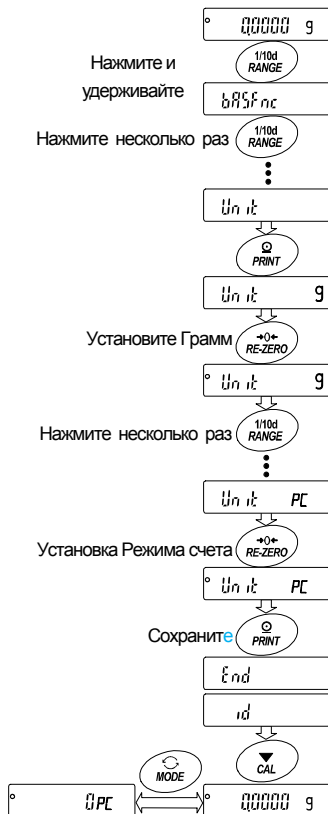 0.0000 g
Нажмите и
удерживайте
1/10d
RANGE
bASFnc
Нажмите несколько раз
1/10d
RANGE
Unit
PRINT
Unit g
Установите Грамм
→0←
RE-ZERO
Unit g
Нажмите несколько раз
1/10d
RANGE
Unit PC
Установка Режима счета
→0←
RE-ZERO
Unit PC
Сохраните
PRINT
End
id
CAL
MODE
0 PC
0.0000 g